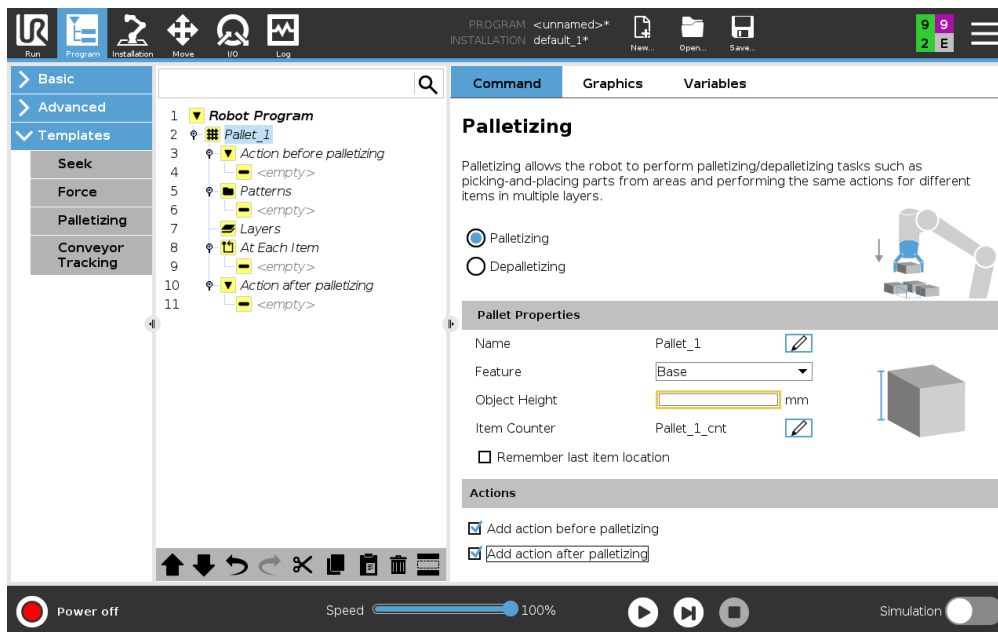 PROGRAM <unnamed>*
INSTALLATION default_1*
UR
Run
Program
Installation
Move
I/O
Log
New...
Open...
Save...
9 9
2 E
Basic
Advanced
Templates
Seek
Force
Palletizing
Conveyor
Tracking
1 Robot Program
2 Pallet_1
3 Action before palletizing
4 <empty>
5 Patterns
6 <empty>
7 Layers
8 At Each Item
9 <empty>
10 Action after palletizing
11 <empty>
Command Graphics Variables
Palletizing
Palletizing allows the robot to perform palletizing/depalletizing tasks such as
picking-and-placing parts from areas and performing the same actions for different
items in multiple layers.
Palletizing
Depalletizing
Pallet Properties
Name Pallet_1
Feature Base
Object Height mm
Item Counter Pallet_1_cnt
Remember last item location
Actions
Add action before palletizing
Add action after palletizing
Power off
Speed 100%
Simulation